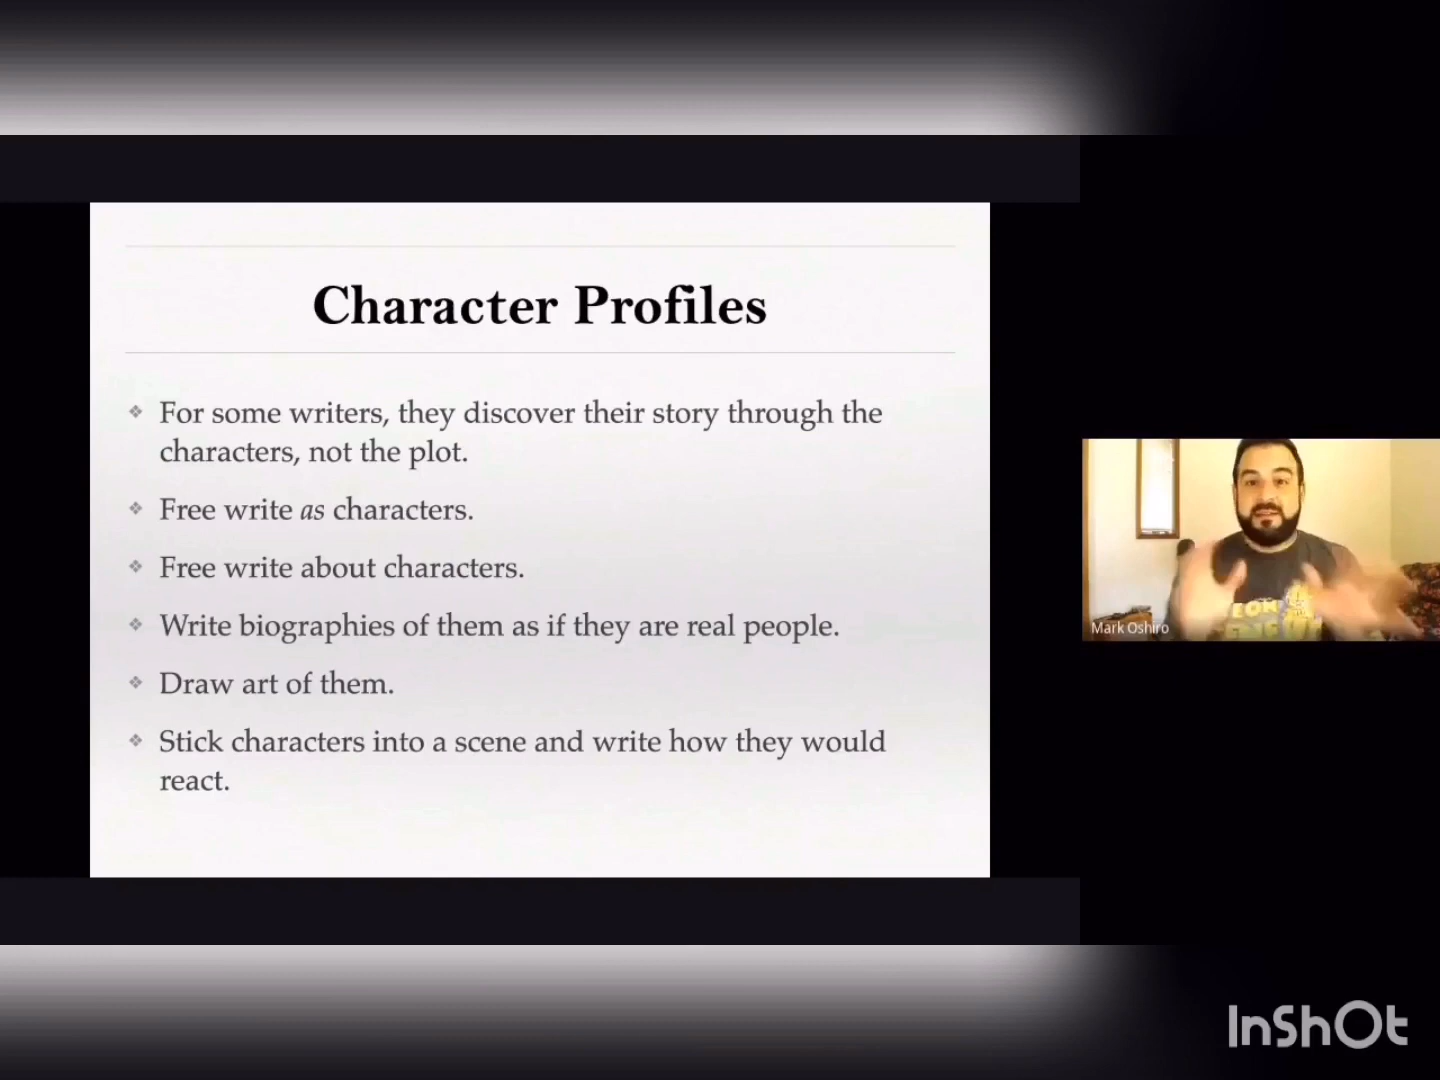 Character Profiles
❖ For some writers, they discover their story through the
characters, not the plot.
❖ Free write as characters.
❖ Free write about characters.
❖ Write biographies of them as if they are real people.
❖ Draw art of them.
❖ Stick characters into a scene and write how they would
react.
Mark Oshiro
InShOt